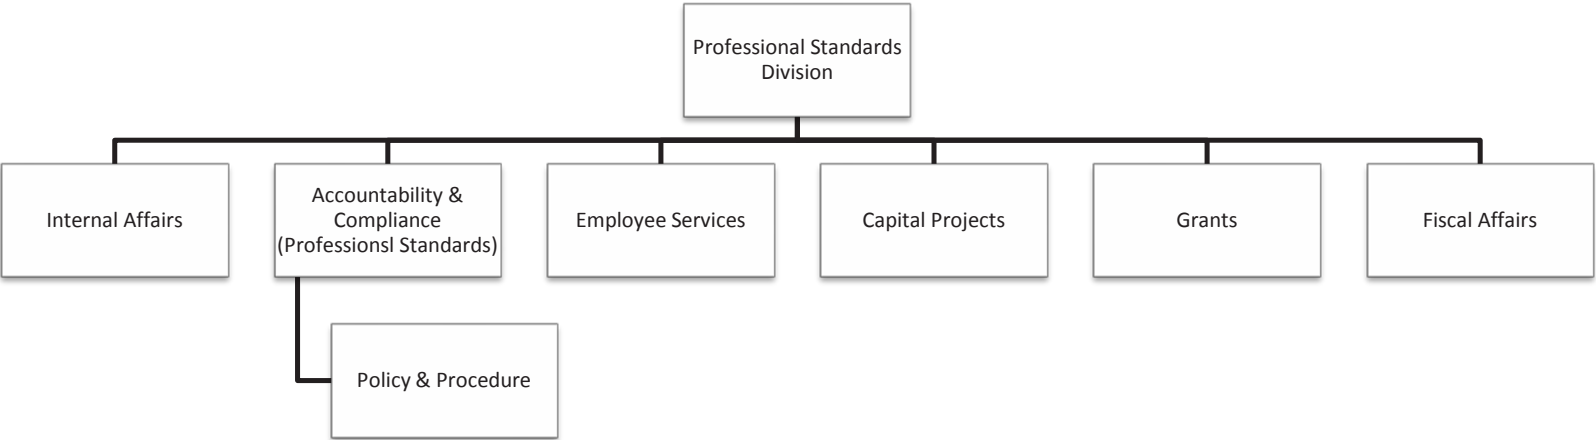 Professional Standards
Division
Internal Affairs
Accountability &
Compliance
(Professionsl Standards)
Employee Services
Capital Projects
Grants
Fiscal Affairs
Policy & Procedure